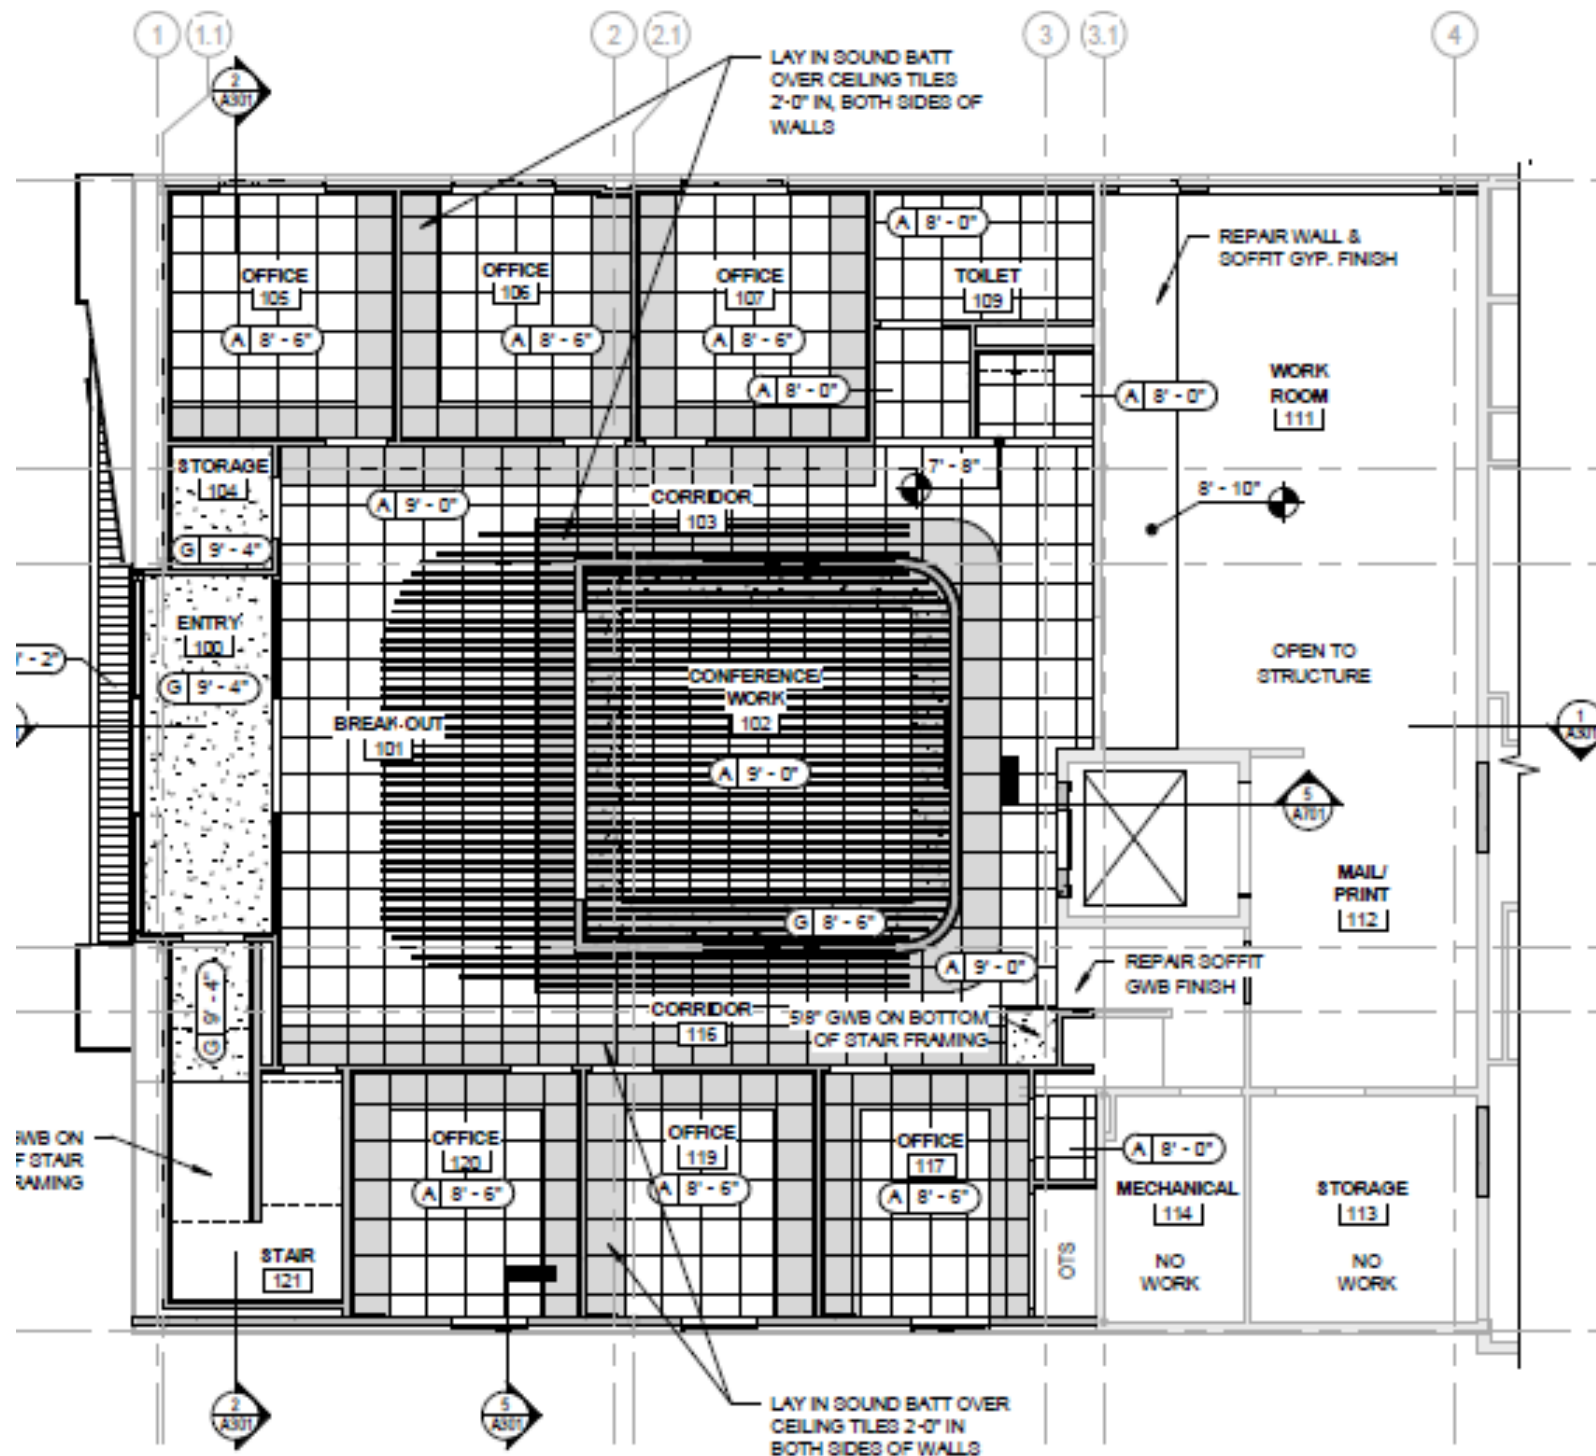 1
1.1
2
2.1
3
3.1
4
2
A301
LAY IN SOUND BATT
OVER CEILING TILES
2'-0" IN, BOTH SIDES OF
WALLS
A 8' - 0"
REPAIR WALL &
SOFFIT GYP. FINISH
OFFICE
105
A 8' - 6"
OFFICE
106
A 8' - 6"
OFFICE
107
A 8' - 6"
TOILET
109
A 8' - 0"
A 8' - 0"
WORK
ROOM
111
STORAGE
104
G 9' - 4"
A 9' - 0"
CORRIDOR
103
7' - 8"
8' - 10"
ENTRY
100
G 9' - 4"
' - 2"
BREAK-OUT
101
CONFERENCE/
WORK
102
A 9' - 0"
G 8' - 6"
OPEN TO
STRUCTURE
1
A301
5
A701
MAIL/
PRINT
112
A 9' - 0"
REPAIR SOFFIT
GWB FINISH
G 9' - 4"
CORRIDOR
116
5/8" GWB ON BOTTOM
OF STAIR FRAMING
WB ON
F STAIR
RAMING
OFFICE
120
A 8' - 6"
OFFICE
119
A 8' - 6"
OFFICE
117
A 8' - 6"
A 8' - 0"
MECHANICAL
114
NO
WORK
STORAGE
113
NO
WORK
OTS
STAIR
121
2
A301
5
A301
LAY IN SOUND BATT OVER
CEILING TILES 2'-0" IN
BOTH SIDES OF WALLS